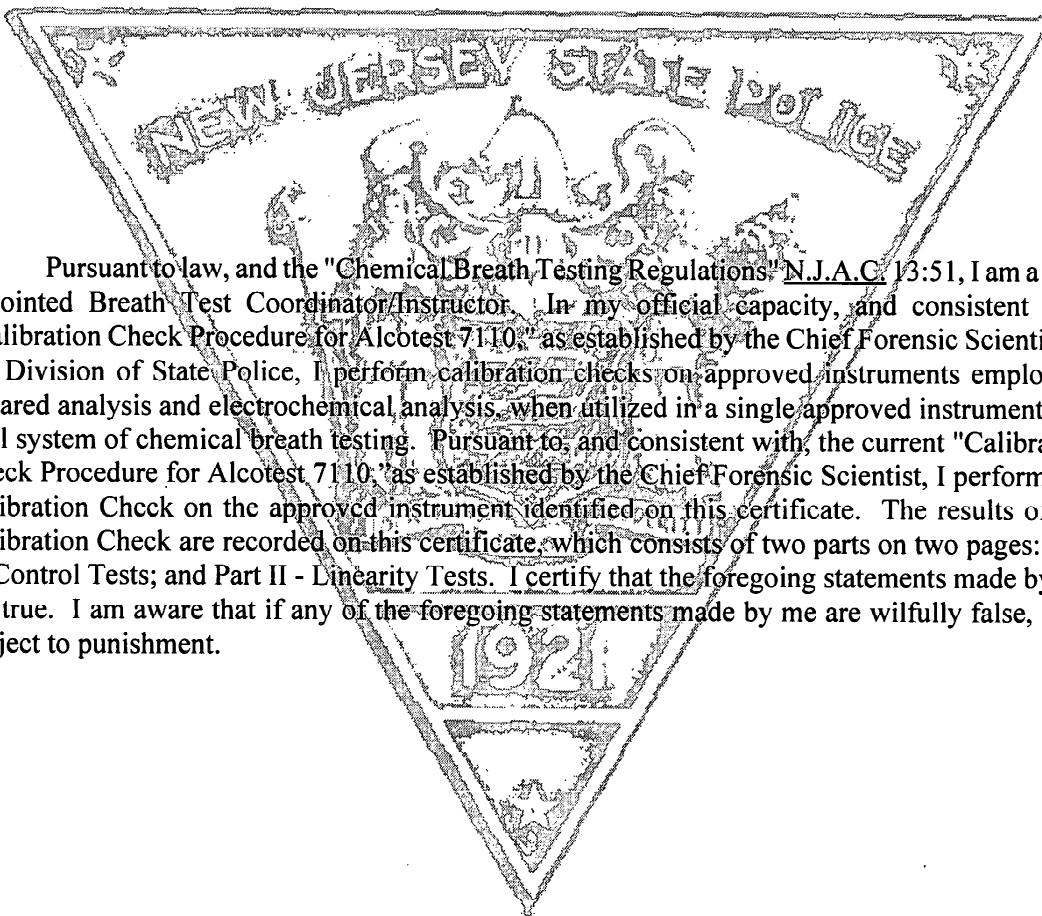 NEW JERSEY STATE POLICE
Pursuant to law, and the "Chemical Breath Testing Regulations" N.J.A.C. 13:51, I am a
ointed Breath Test Coordinator/Instructor. In my official capacity, and consistent
alibration Check Procedure for Alcotest 7110," as established by the Chief Forensic Scienti
Division of State Police, I perform calibration checks on approved instruments emplo
ared analysis and electrochemical analysis, when utilized in a single approved instrument
l system of chemical breath testing. Pursuant to, and consistent with, the current "Calibra
eck Procedure for Alcotest 7110," as established by the Chief Forensic Scientist, I perform
ibration Check on the approved instrument identified on this certificate. The results o
ibration Check are recorded on this certificate, which consists of two parts on two pages:
Control Tests; and Part II - Linearity Tests. I certify that the foregoing statements made by
true. I am aware that if any of the foregoing statements made by me are wilfully false,
ject to punishment.
1921